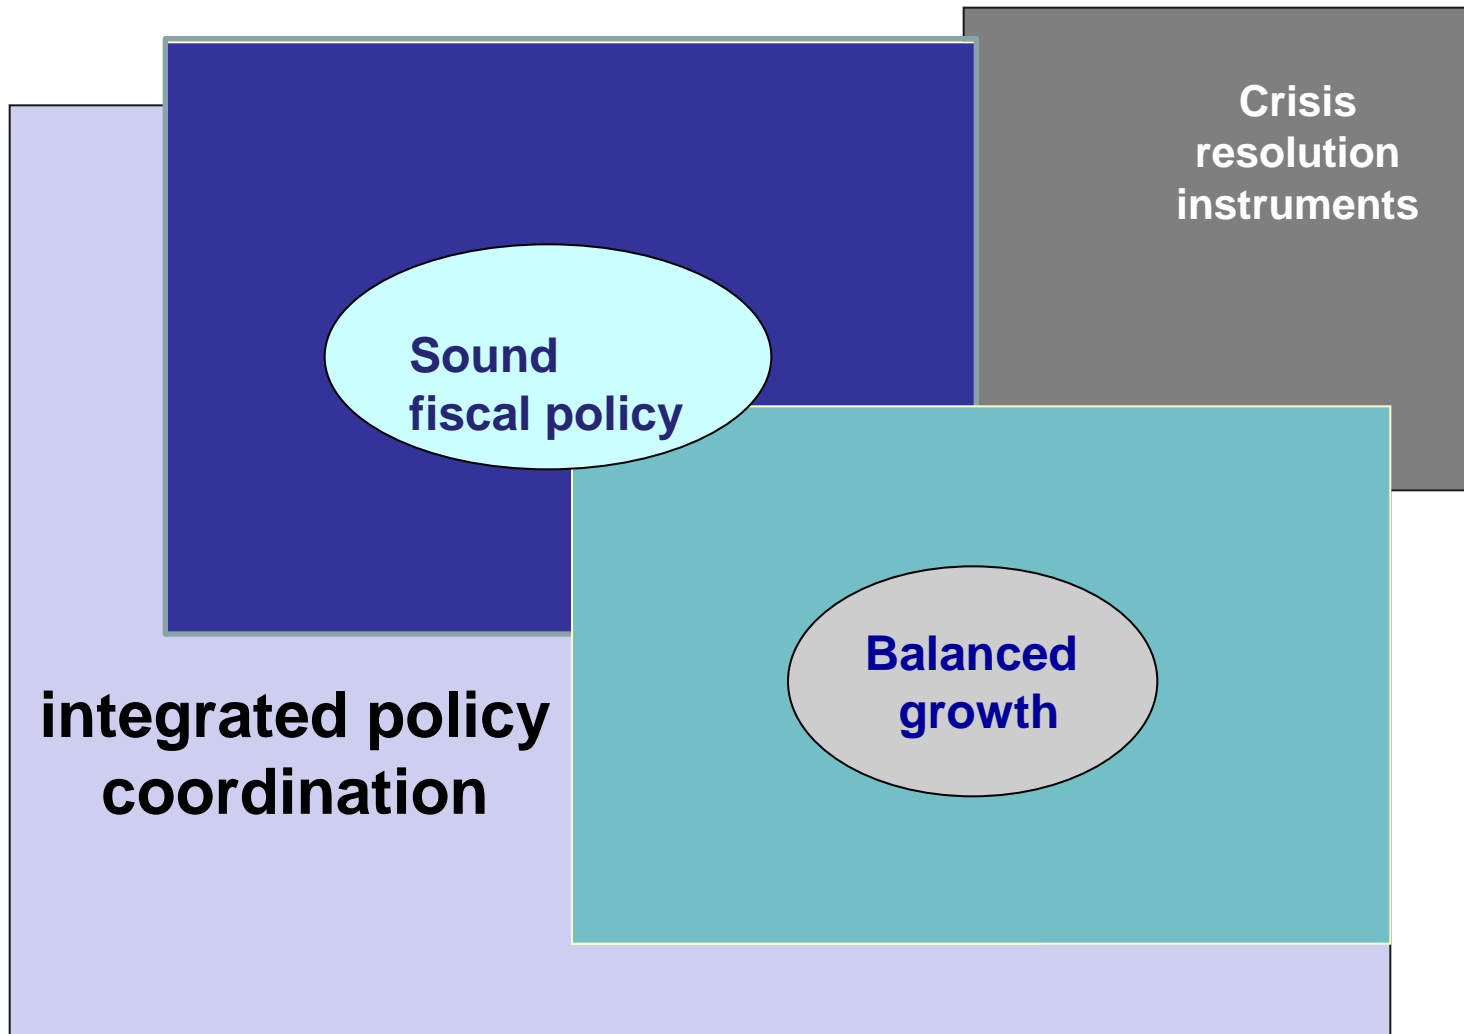 Crisis
resolution
instruments
Sound
fiscal policy
Balanced
growth
integrated policy
coordination